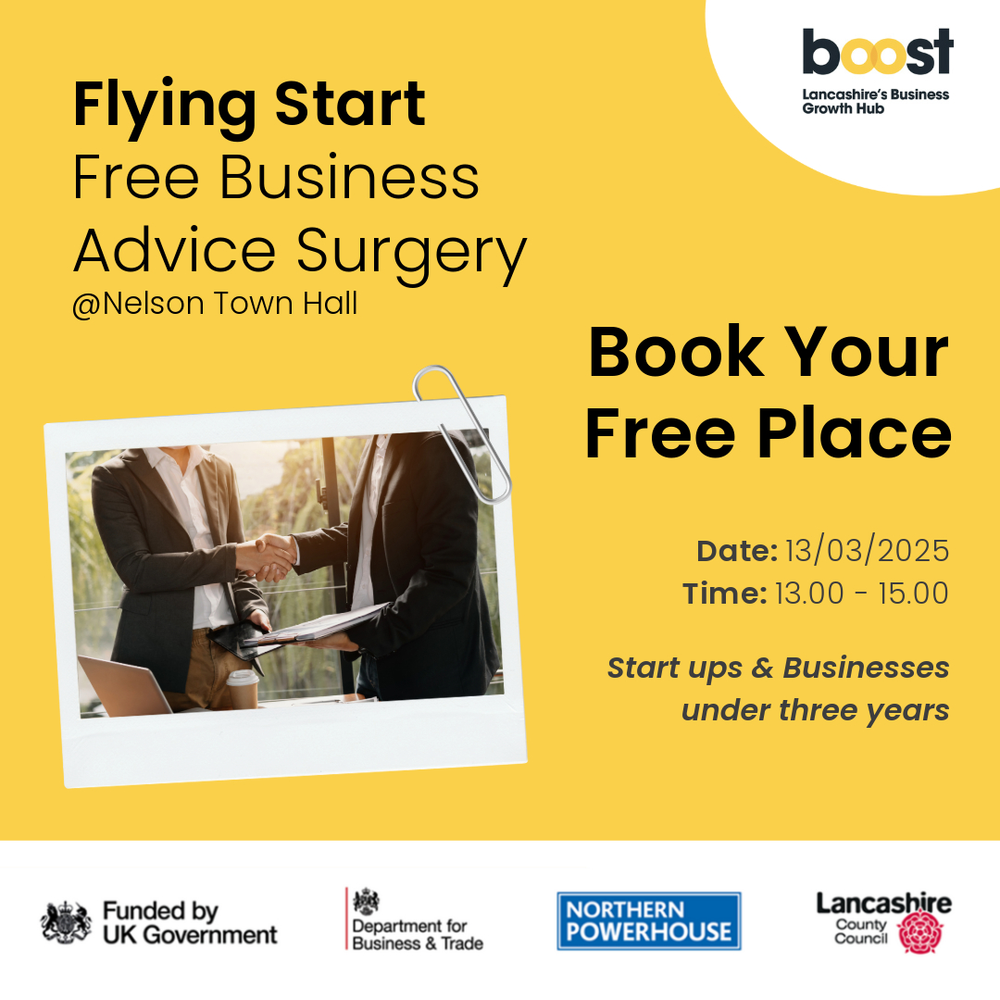 boost
Lancashire's Business
Growth Hub
Flying Start
Free Business
Advice Surgery
@Nelson Town Hall
Book Your
Free Place
Date: 13/03/2025
Time: 13.00 - 15.00
Start ups & Businesses
under three years
Funded by
UK Government
Department for
Business & Trade
NORTHERN
POWERHOUSE
Lancashire
County
Council